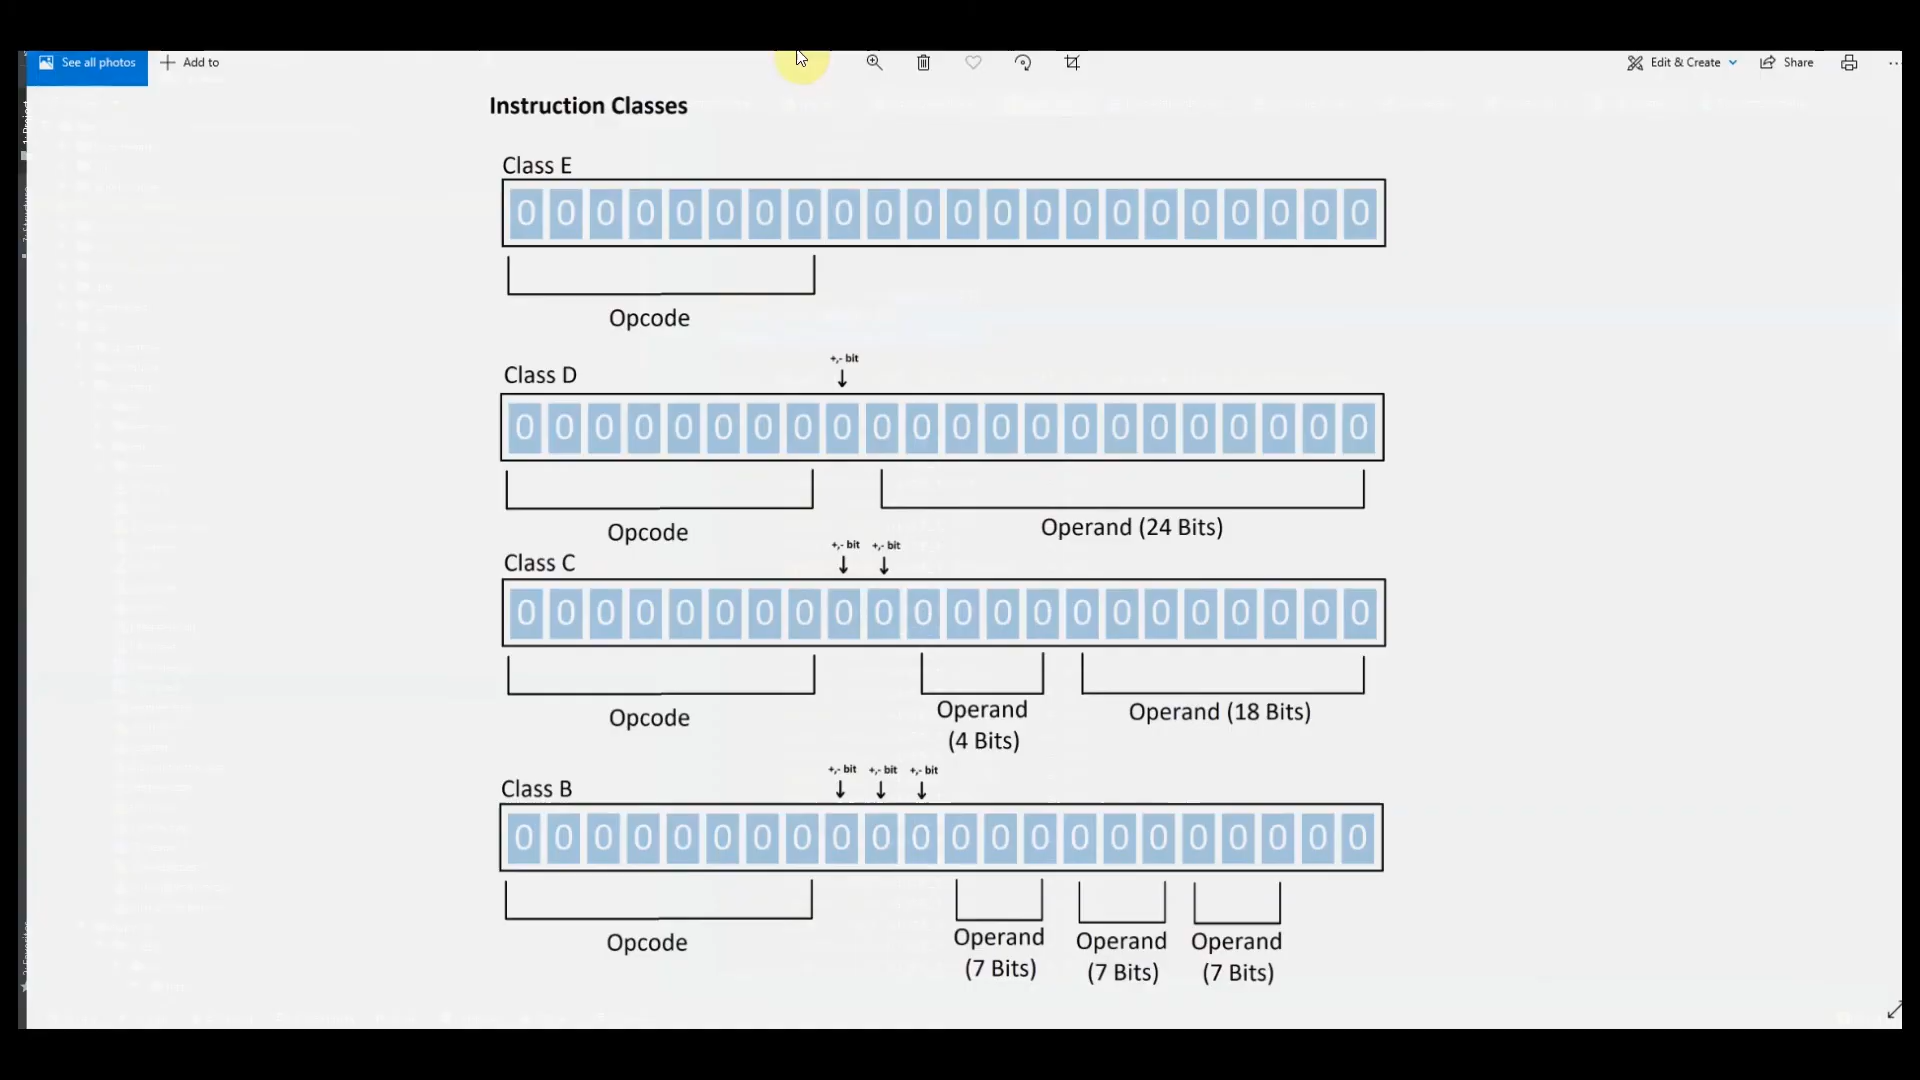 See all photos
Add to
Edit & Create
Share
Instruction Classes
Class E
0 0 0 0 0 0 0 0 0 0 0 0 0 0 0 0 0 0 0 0 0 0
Opcode
+,- bit
Class D
0 0 0 0 0 0 0 0 0 0 0 0 0 0 0 0 0 0 0 0 0 0
Opcode
Operand (24 Bits)
+,- bit +,- bit
Class C
0 0 0 0 0 0 0 0 0 0 0 0 0 0 0 0 0 0 0 0 0 0
Opcode
Operand
(4 Bits)
Operand (18 Bits)
+,- bit +,- bit +,- bit
Class B
0 0 0 0 0 0 0 0 0 0 0 0 0 0 0 0 0 0 0 0 0 0
Opcode
Operand
(7 Bits)
Operand
(7 Bits)
Operand
(7 Bits)